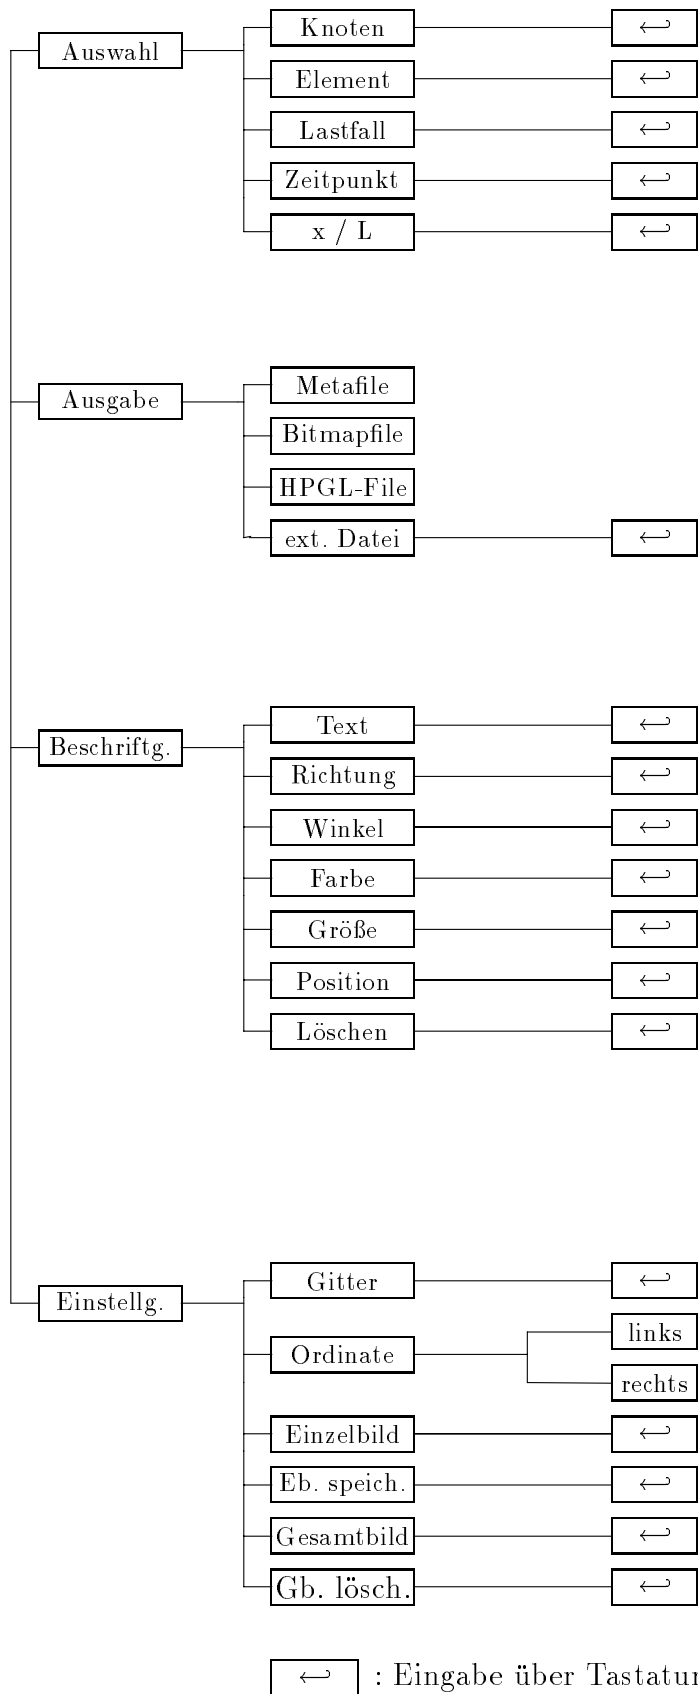 Knoten ↩
Auswahl
Element ↩
Lastfall ↩
Zeitpunkt ↩
x / L ↩
Metafile
Ausgabe
Bitmapfile
HPGL-File
ext. Datei ↩
Text ↩
Beschriftg.
Richtung ↩
Winkel ↩
Farbe ↩
Größe ↩
Position ↩
Löschen ↩
Gitter ↩
Einstellg.
links
Ordinate
rechts
Einzelbild ↩
Eb. speich. ↩
Gesamtbild ↩
Gb. lösch. ↩
↩ : Eingabe über Tastatur